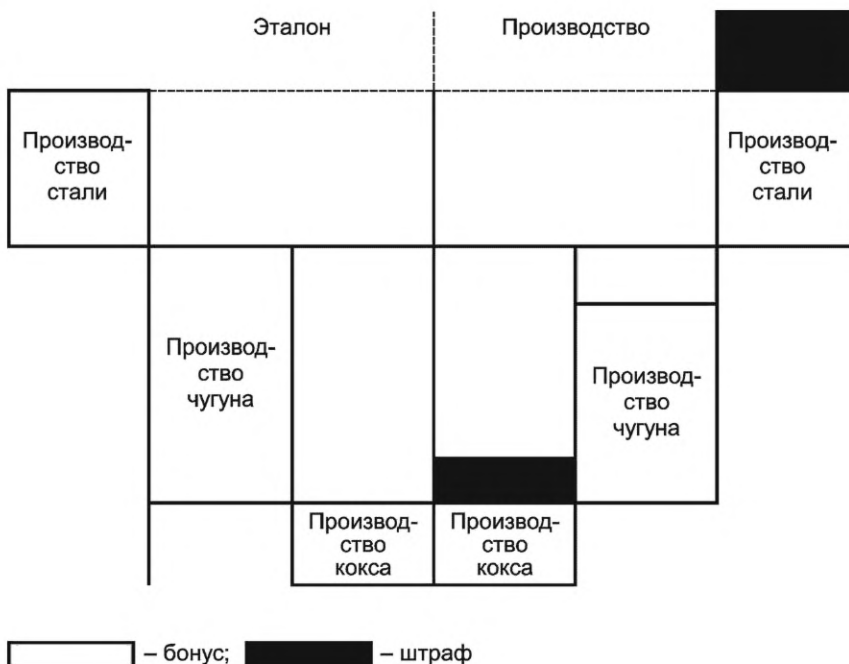 Эталон
Производство
Производ-
ство
стали
Производ-
ство
стали
Производ-
ство
чугуна
Производ-
ство
чугуна
Производ-
ство
кокса
Производ-
ство
кокса
– бонус;
– штраф